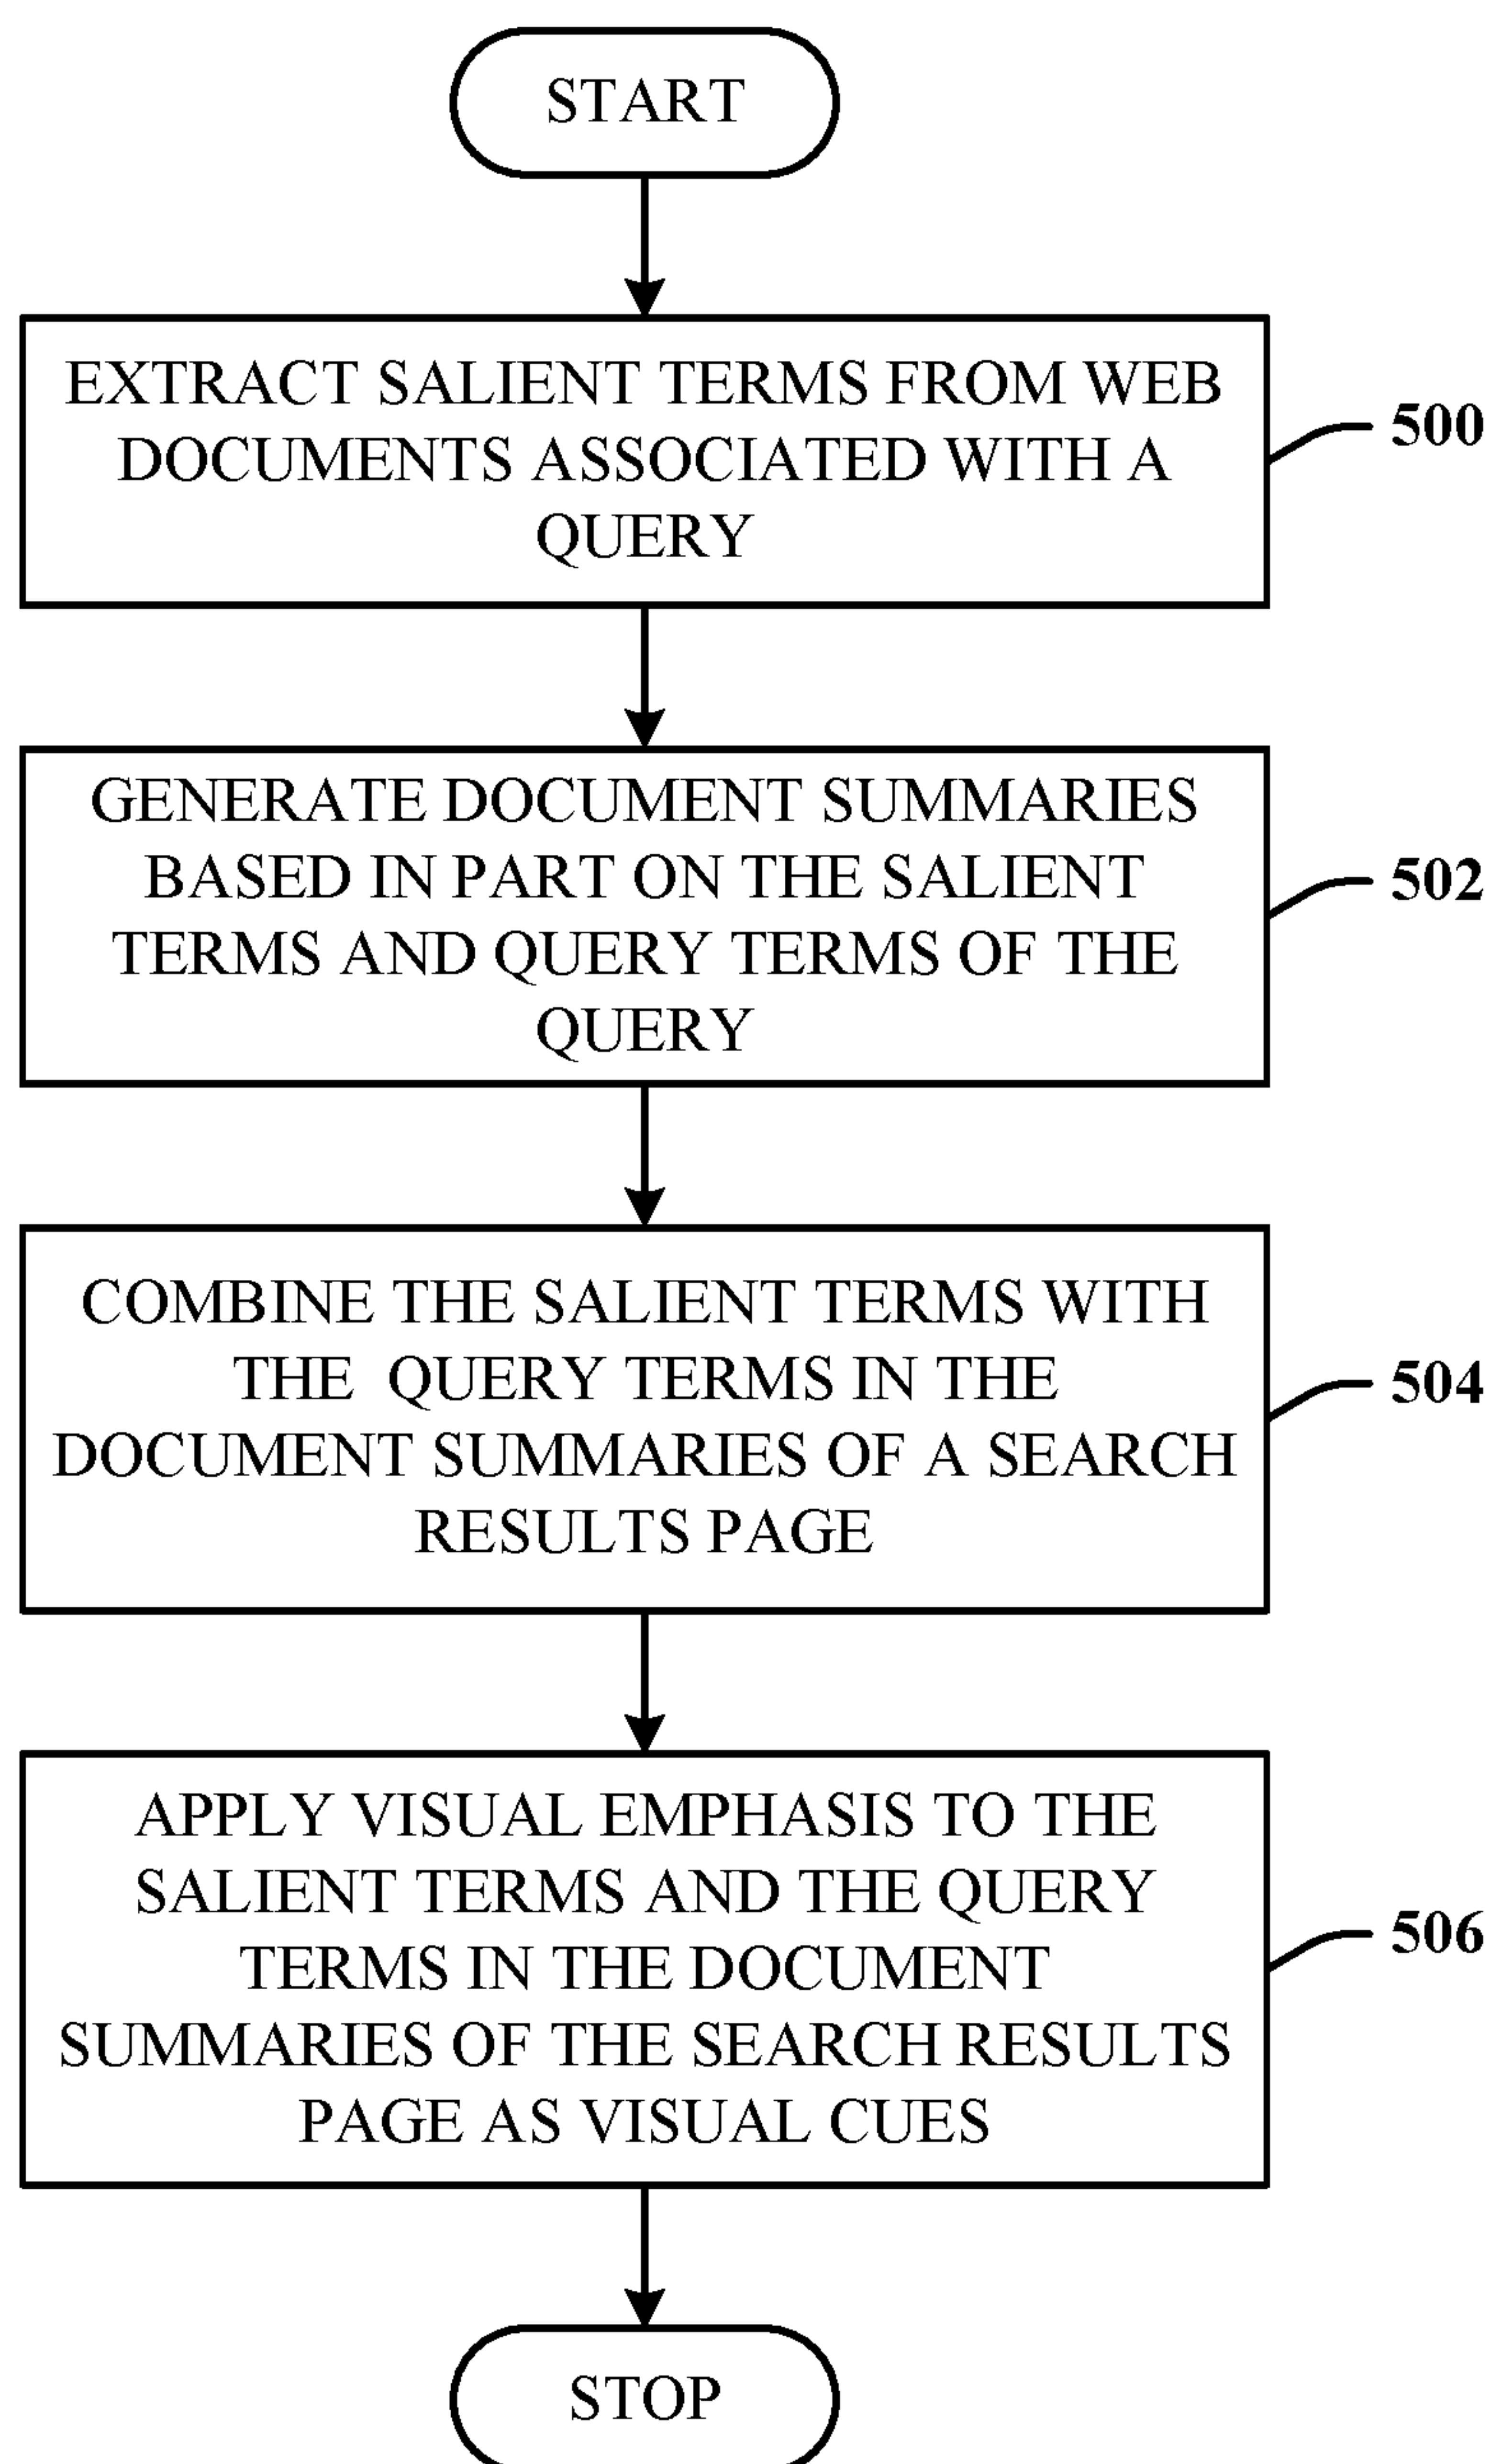 START
EXTRACT SALIENT TERMS FROM WEB
DOCUMENTS ASSOCIATED WITH A
QUERY
500
GENERATE DOCUMENT SUMMARIES
BASED IN PART ON THE SALIENT
TERMS AND QUERY TERMS OF THE
QUERY
502
COMBINE THE SALIENT TERMS WITH
THE QUERY TERMS IN THE
DOCUMENT SUMMARIES OF A SEARCH
RESULTS PAGE
504
APPLY VISUAL EMPHASIS TO THE
SALIENT TERMS AND THE QUERY
TERMS IN THE DOCUMENT
SUMMARIES OF THE SEARCH RESULTS
PAGE AS VISUAL CUES
506
STOP